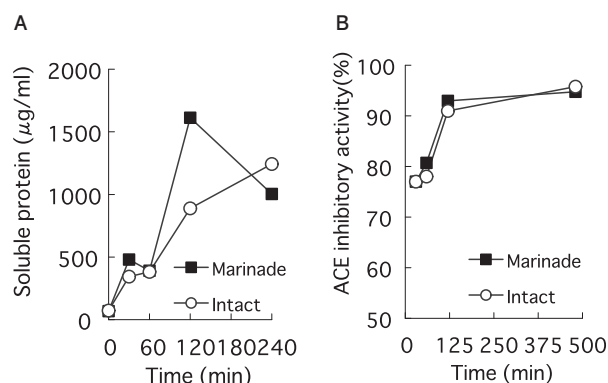 A
Soluble protein (μg/ml)
2000
1500
1000
500
0
Marinade
Intact
0 60 120180240
Time (min)
B
ACE inhibitory activity(%)
100
90
80
70
60
50
Marinade
Intact
0 125 250 375 500
Time (min)